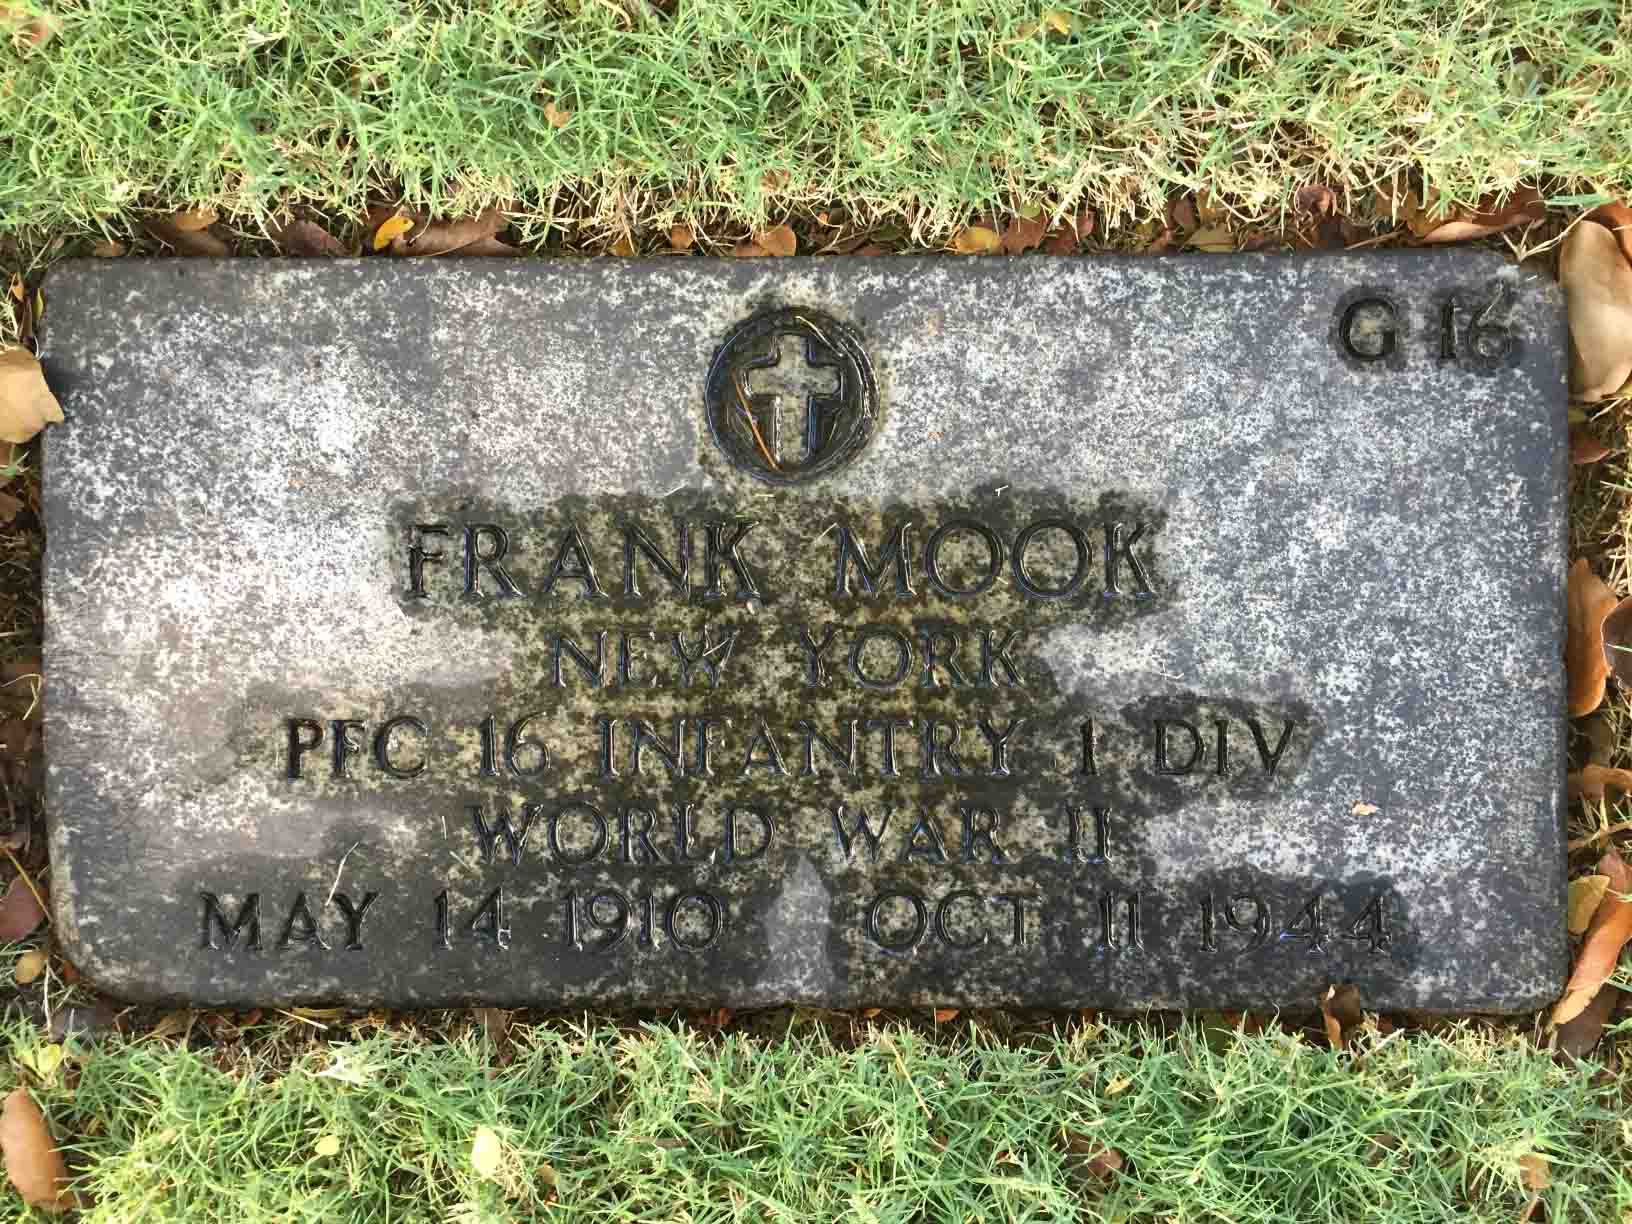 G 16
FRANK MOOK
NEW YORK
PFC 16 INFANTRY 1 DIV
WORLD WAR II
MAY 14 1910 OCT 11 1944